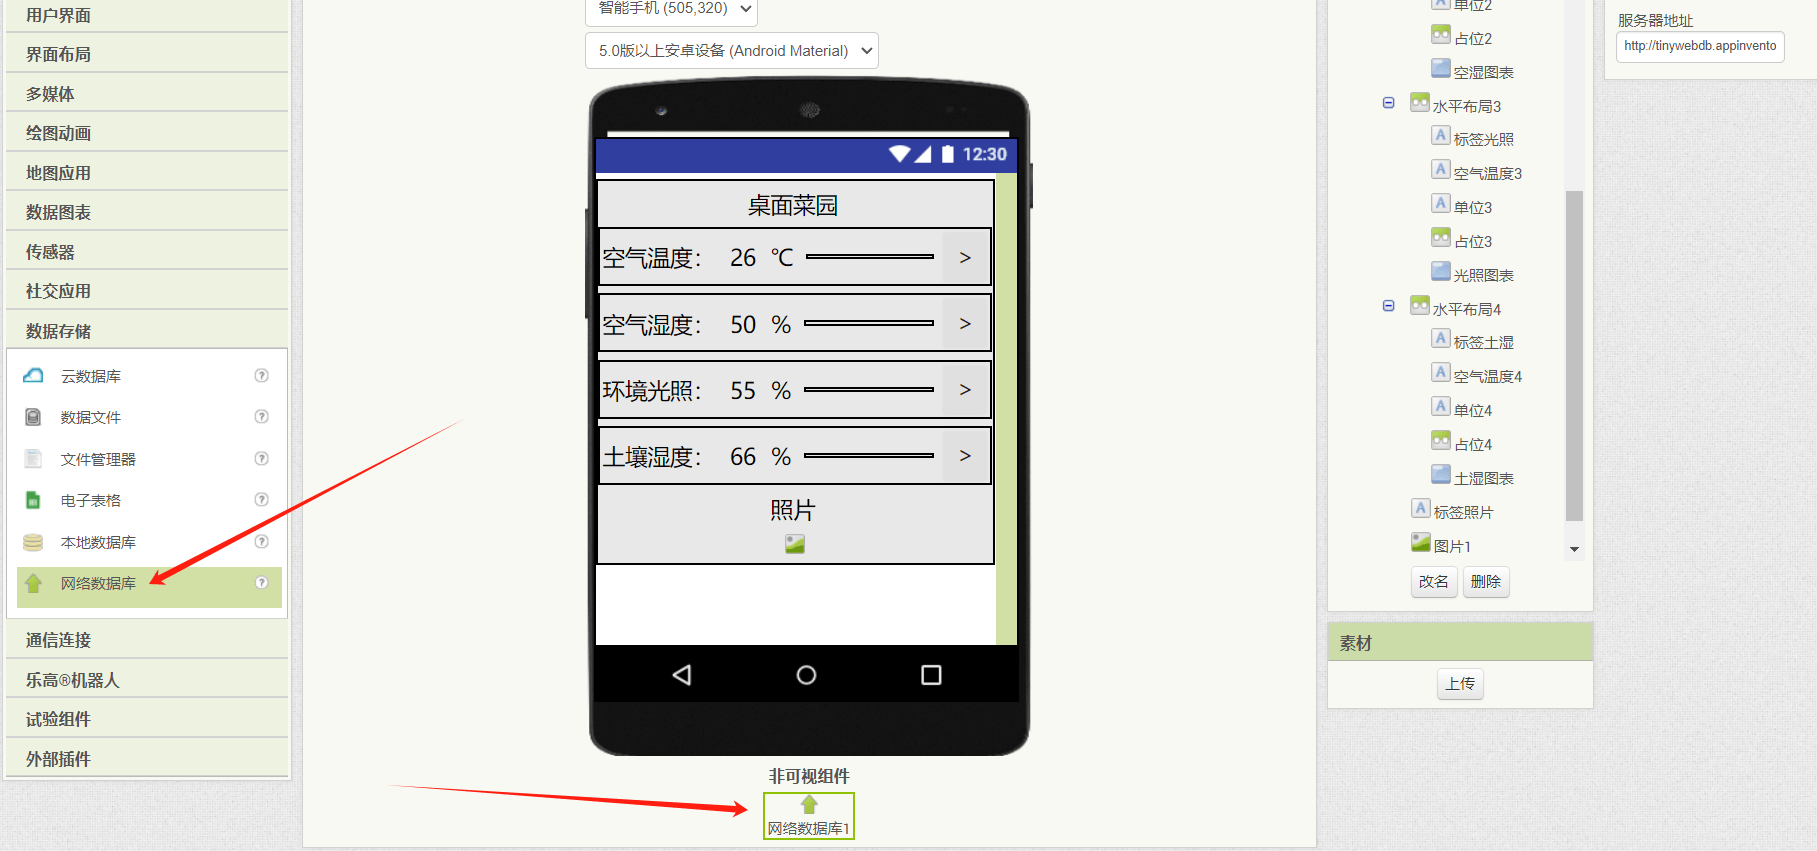 用户界面
界面布局
多媒体
绘图动画
地图应用
数据图表
传感器
社交应用
数据存储
云数据库
数据文件
文件管理器
电子表格
本地数据库
网络数据库
通信连接
乐高®机器人
试验组件
外部插件
智能手机 (505,320)
5.0版以上安卓设备 (Android Material)
12:30
桌面菜园
空气温度： 26 ℃ >
空气湿度： 50 % >
环境光照： 55 % >
土壤湿度： 66 % >
照片
非可视组件
网络数据库1
单位2
占位2
空湿图表
水平布局3
标签光照
空气温度3
单位3
占位3
光照图表
水平布局4
标签土湿
空气温度4
单位4
占位4
土湿图表
标签照片
图片1
改名 删除
素材
上传
服务器地址
http://tinywebdb.appinvento